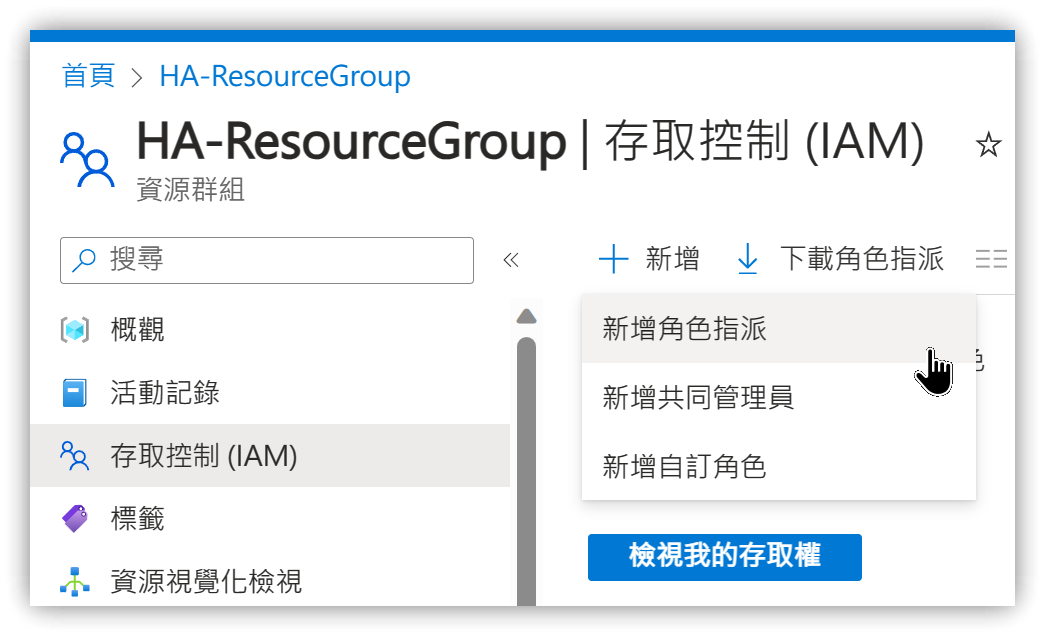 首頁 > HA-ResourceGroup
HA-ResourceGroup | 存取控制 (IAM)
資源群組
搜尋
«
新增
下載角色指派
概觀
活動記錄
存取控制 (IAM)
標籤
資源視覺化檢視
新增角色指派
新增共同管理員
新增自訂角色
檢視我的存取權